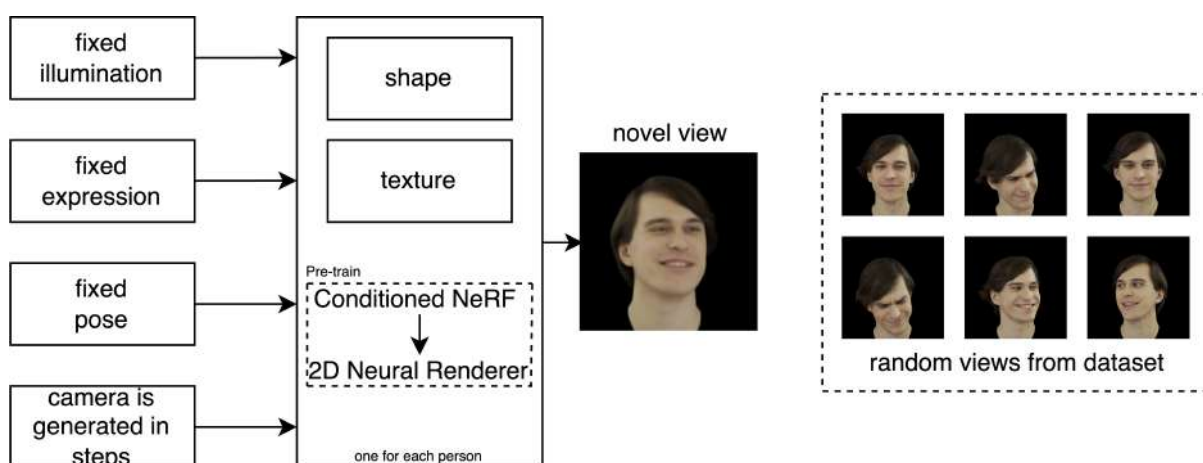 fixed
illumination
fixed
expression
fixed
pose
camera is
generated in
steps
shape
texture
Pre-train
Conditioned NeRF
2D Neural Renderer
one for each person
novel view
random views from dataset